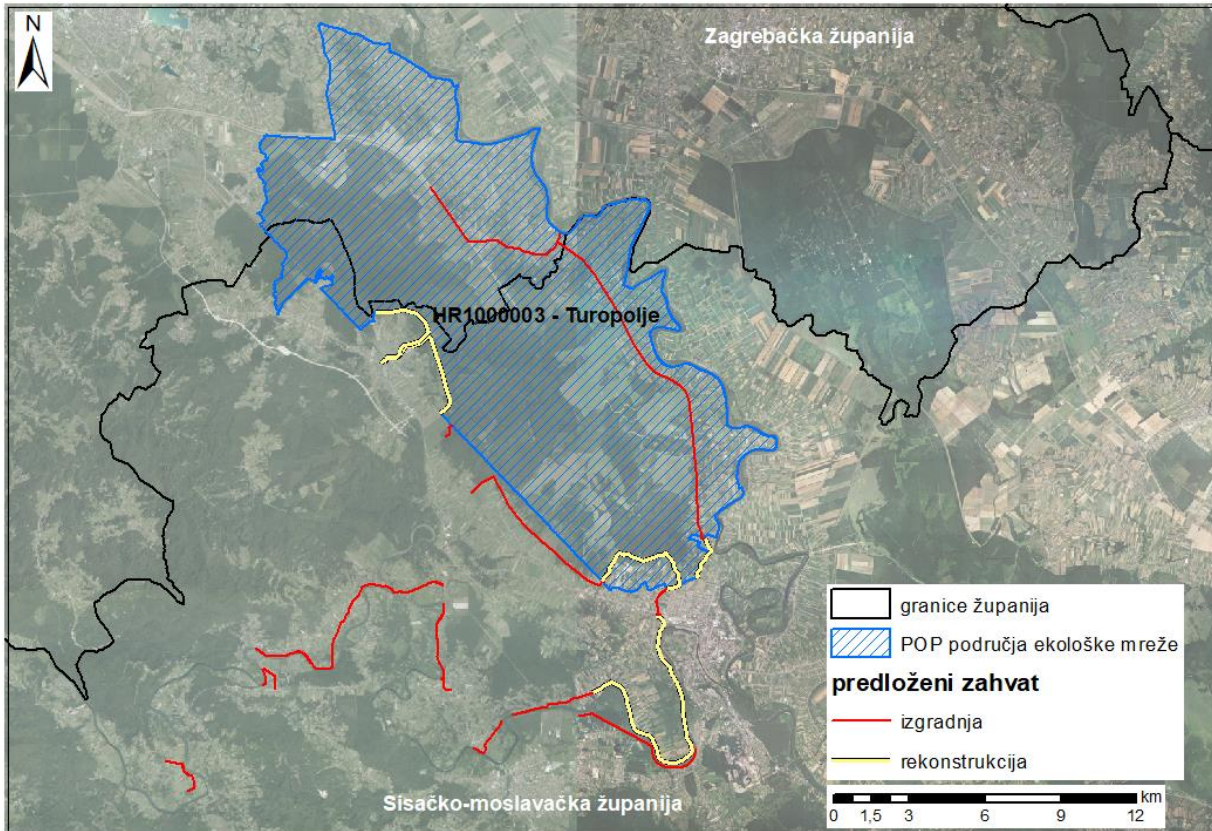 N
Zagrebačka županija
HR1000003 - Turopolje
granice županija
POP područja ekološke mreže
predloženi zahvat
izgradnja
rekonstrukcija
Sisačko-moslavačka županija
km
0 1,5 3 6 9 12